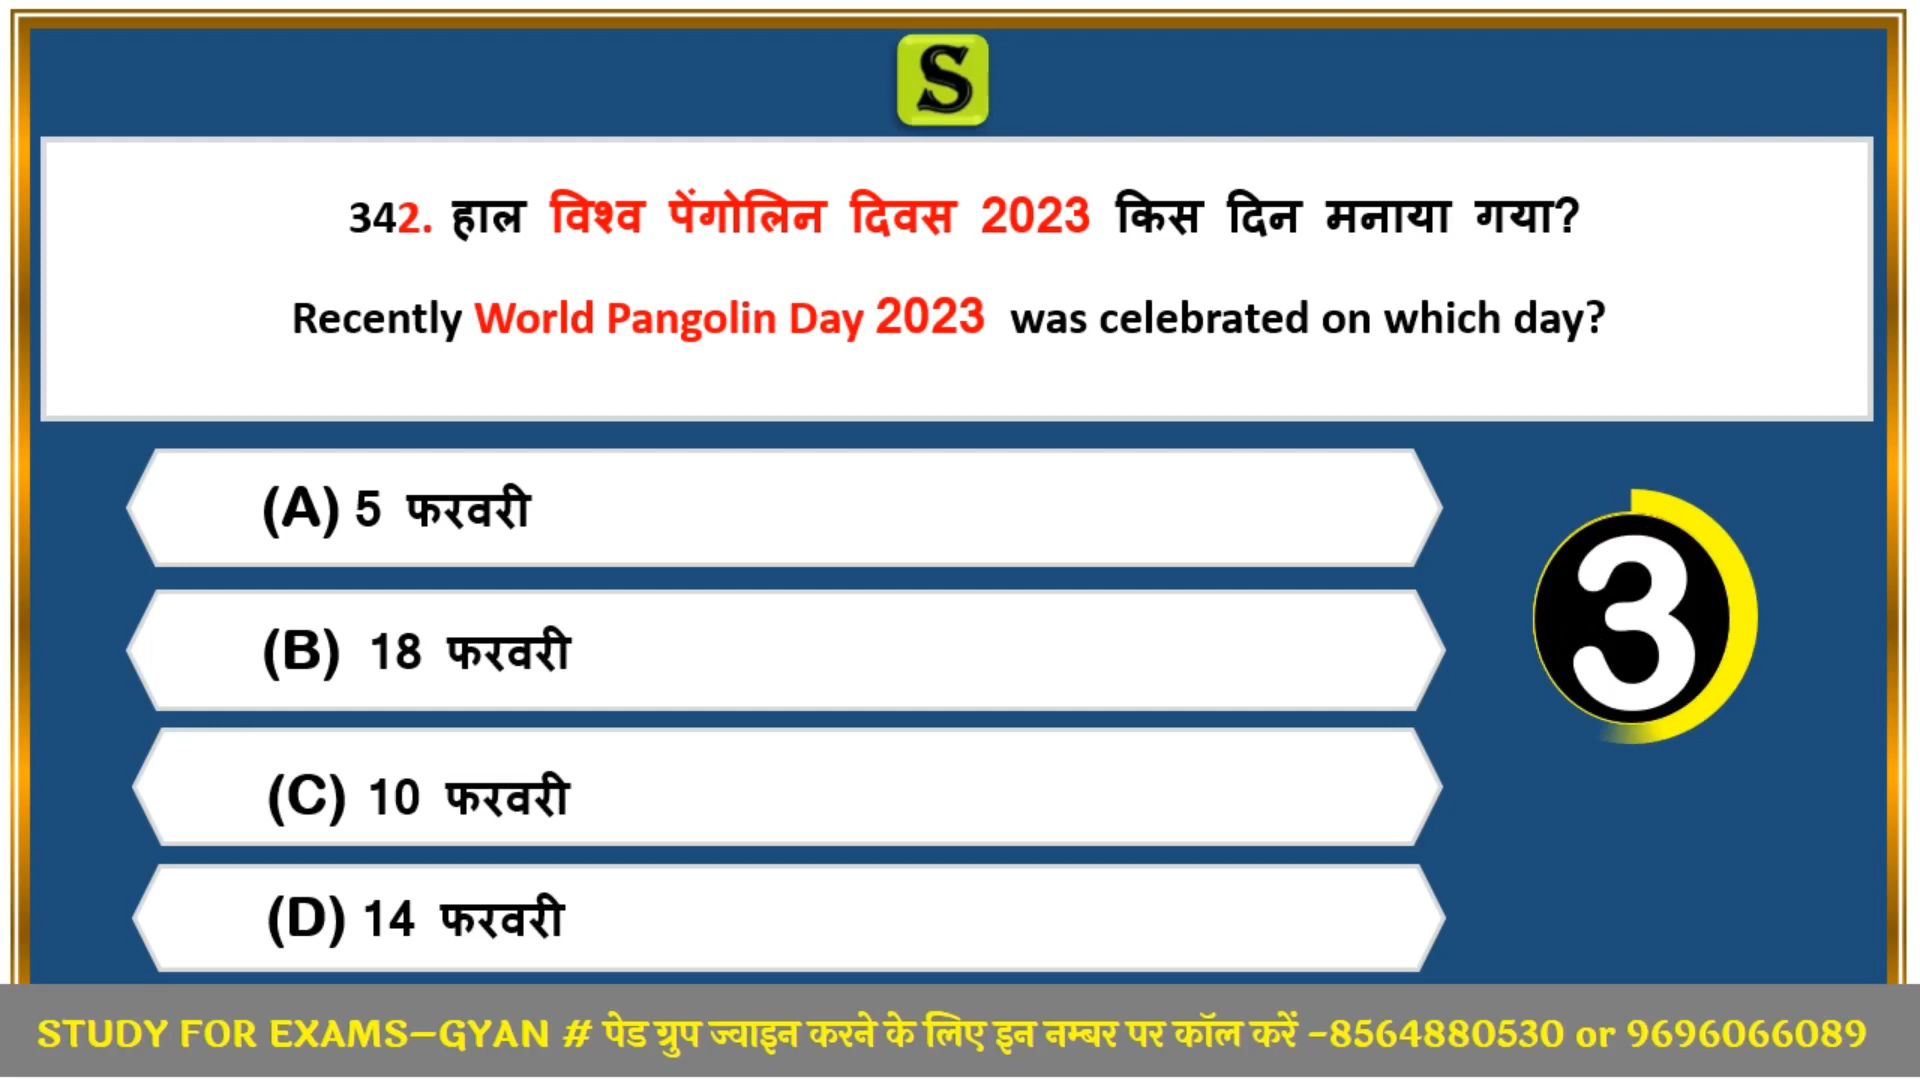 S
342. हाल विश्व पेंगोलिन दिवस 2023 किस दिन मनाया गया?
Recently World Pangolin Day 2023 was celebrated on which day?
(A) 5 फरवरी
(B) 18 फरवरी
3
(C) 10 फरवरी
(D) 14 फरवरी
STUDY FOR EXAMS-GYAN # पेड ग्रुप ज्वाइन करने के लिए इन नम्बर पर कॉल करें -8564880530 or 9696066089